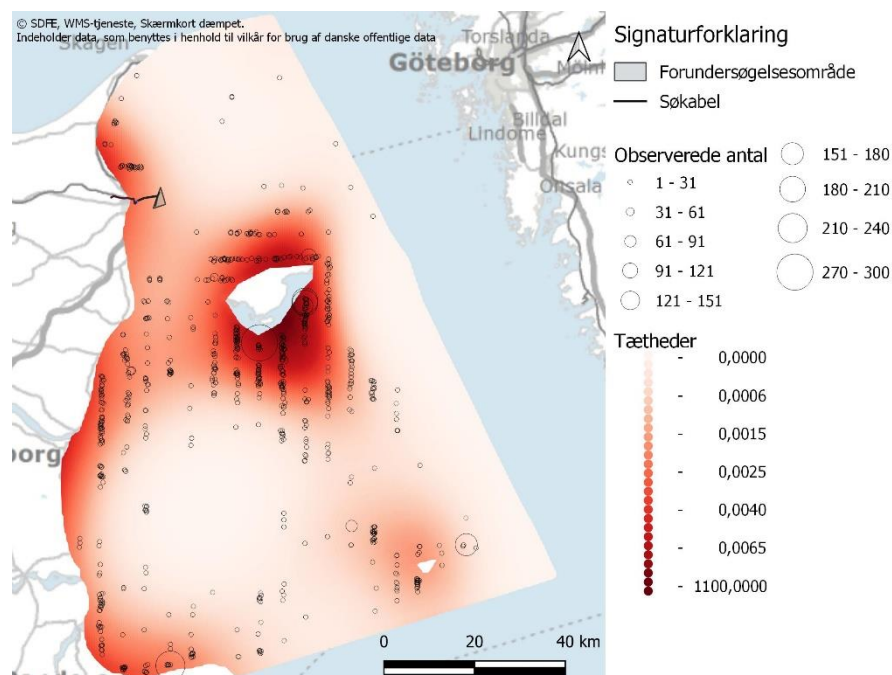 © SDFE, WMS-tjeneste, Skærmkort dæmpet.
Indeholder data, som benyttes i henhold til vilkår for brug af danske offentlige data
Skagen
Torslanda
Göteborg
Billdal
Lindome
Kungs
Onsala
borg
0 20 40 km
Signaturforklaring
Forundersøgelsesområde
Søkabel
Observerede antal
1 - 31
31 - 61
61 - 91
91 - 121
121 - 151
151 - 180
180 - 210
210 - 240
270 - 300
Tætheder
- 0,0000
- 0,0006
- 0,0015
- 0,0025
- 0,0040
- 0,0065
- 1100,0000